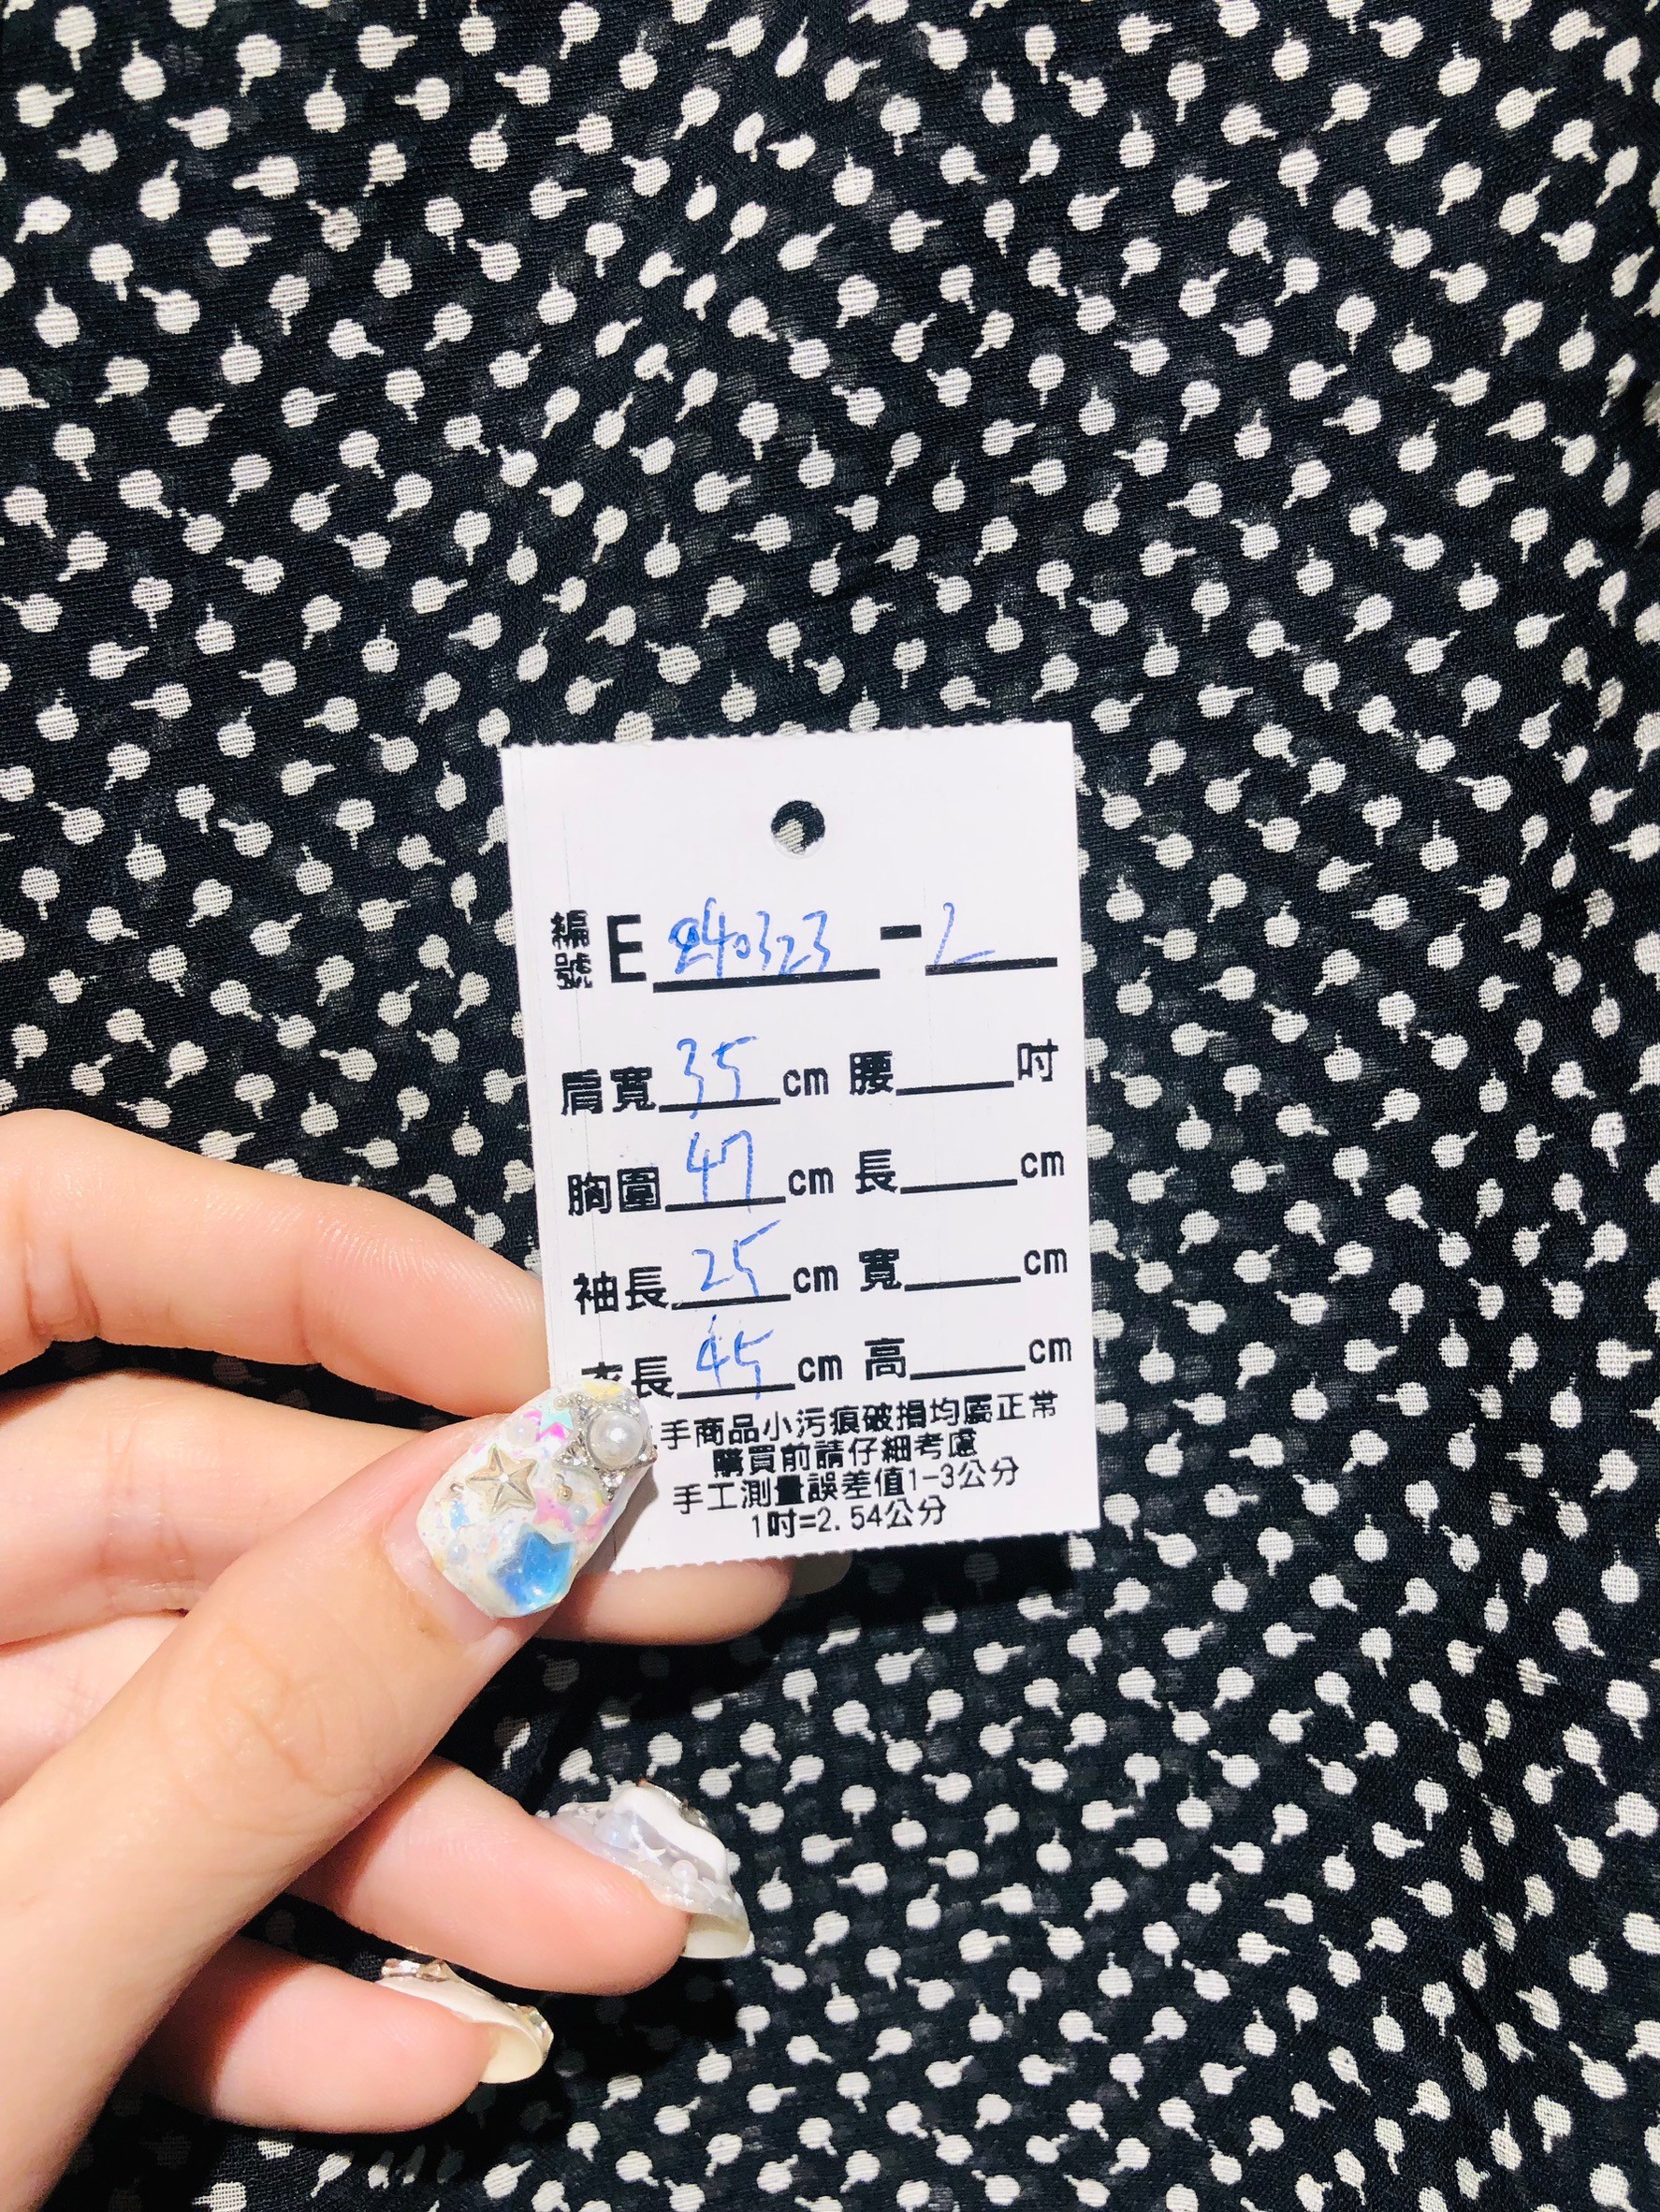 編號 E 240323 - 2
肩寬 35 cm 腰 吋
胸圍 47 cm 長 cm
袖長 25 cm 寬 cm
衣長 45 cm 高 cm
手商品小污痕破損均屬正常
購買前請仔細考慮
手工測量誤差值1-3公分
1吋=2.54公分